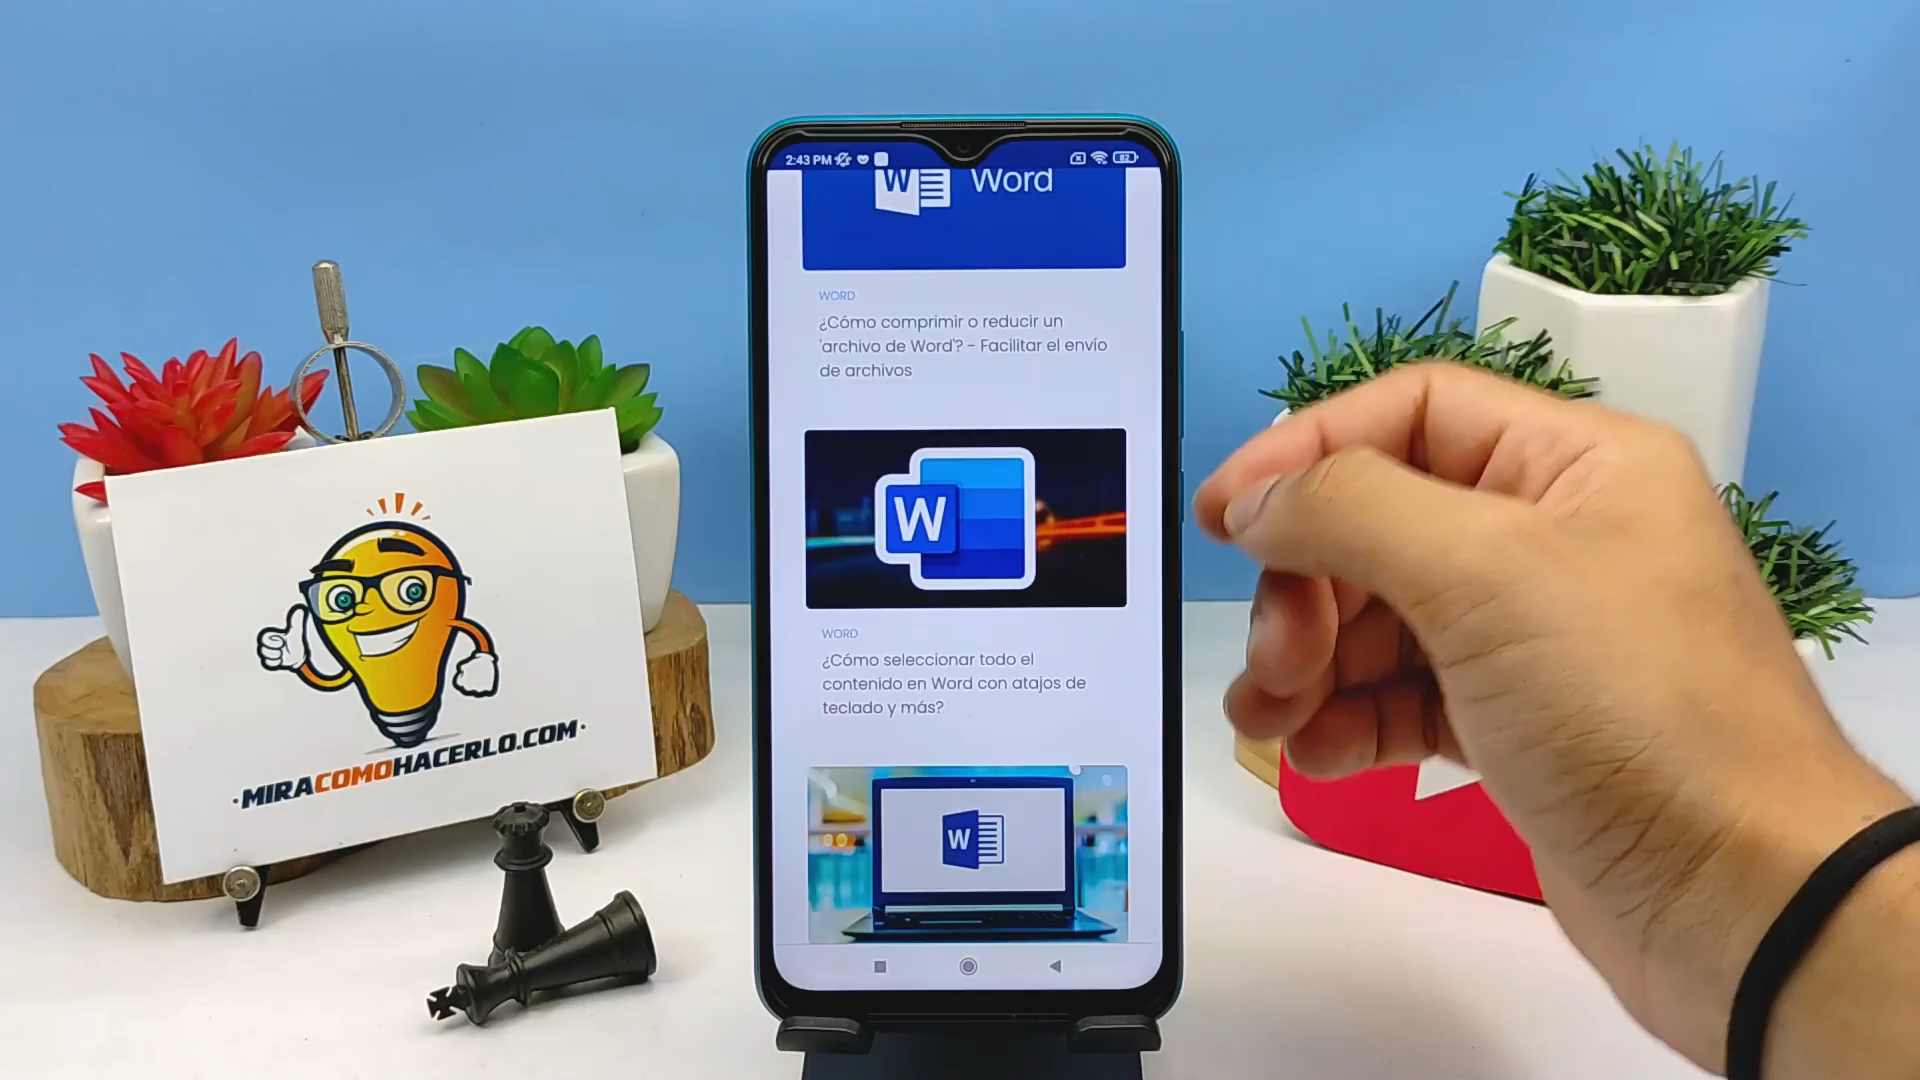 2:43 PM
82
W
Word
WORD
¿Cómo comprimir o reducir un
'archivo de Word'? - Facilitar el envío
de archivos
W
WORD
¿Cómo seleccionar todo el
contenido en Word con atajos de
teclado y más?
W
·MIRACOMOHACERLO.COM·